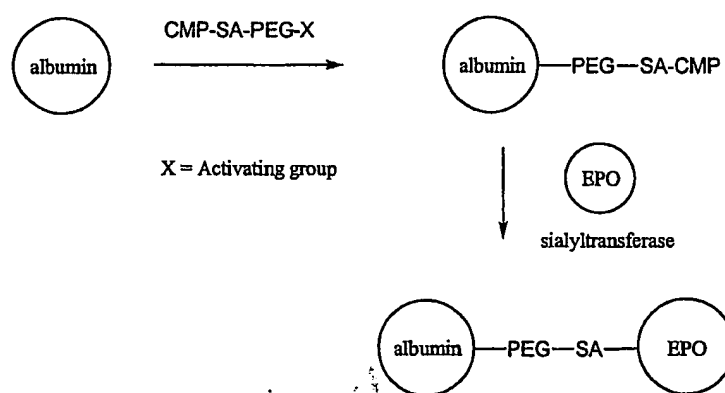 CMP-SA-PEG-X
albumin
albumin
PEG
SA-CMP
X = Activating group
EPO
sialyltransferase
albumin
PEG
SA
EPO